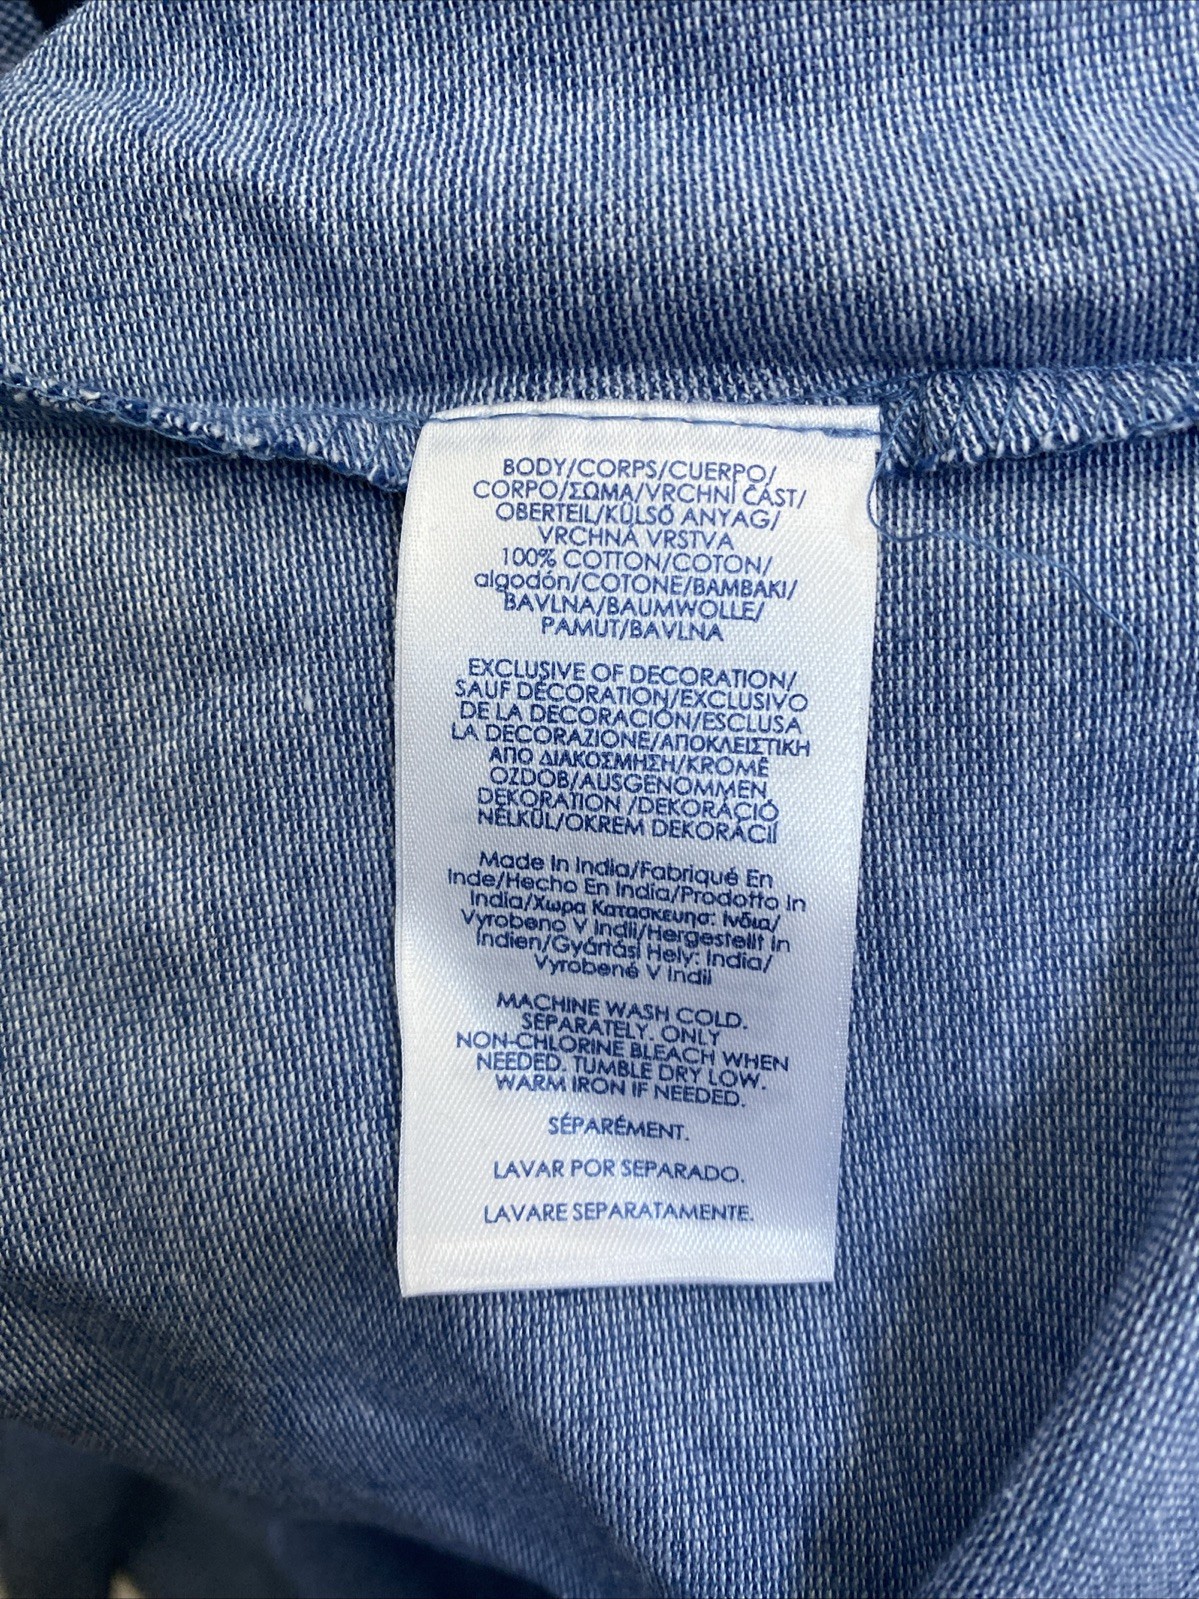 BODY/CORPS/CUERPO/
CORPO/ΣΩΜΑ/VRCHNÍ ČÁST/
OBERTEIL/KÜLSŐ ANYAG/
VRCHNÁ VRSTVA
100% COTTON/COTON/
algodón/COTONE/BAMBAKI/
BAVLNA/BAUMWOLLE/
PAMUT/BAVLNA
EXCLUSIVE OF DECORATION/
SAUF DÉCORATION/EXCLUSIVO
DE LA DECORACIÓN/ESCLUSA
LA DECORAZIONE/ΑΠΟΚΛΕΙΣΤΙΚΗ
ΑΠΟ ΔΙΑΚΟΣΜΗΣΗ/KROMĚ
OZDOB/AUSGENOMMEN
DEKORATION /DEKORÁCIÓ
NÉLKÜL/OKREM DEKORÁCIÍ
Made In India/Fabriqué En
Inde/Hecho En India/Prodotto In
India/Χωρα Κατασκευησ: Ινδια/
Vyrobeno V Indii/Hergestellt In
Indien/Gyártási Hely: India/
Vyrobené V Indii
MACHINE WASH COLD.
SEPARATELY. ONLY
NON-CHLORINE BLEACH WHEN
NEEDED. TUMBLE DRY LOW.
WARM IRON IF NEEDED.
SÉPARÉMENT.
LAVAR POR SEPARADO.
LAVARE SEPARATAMENTE.